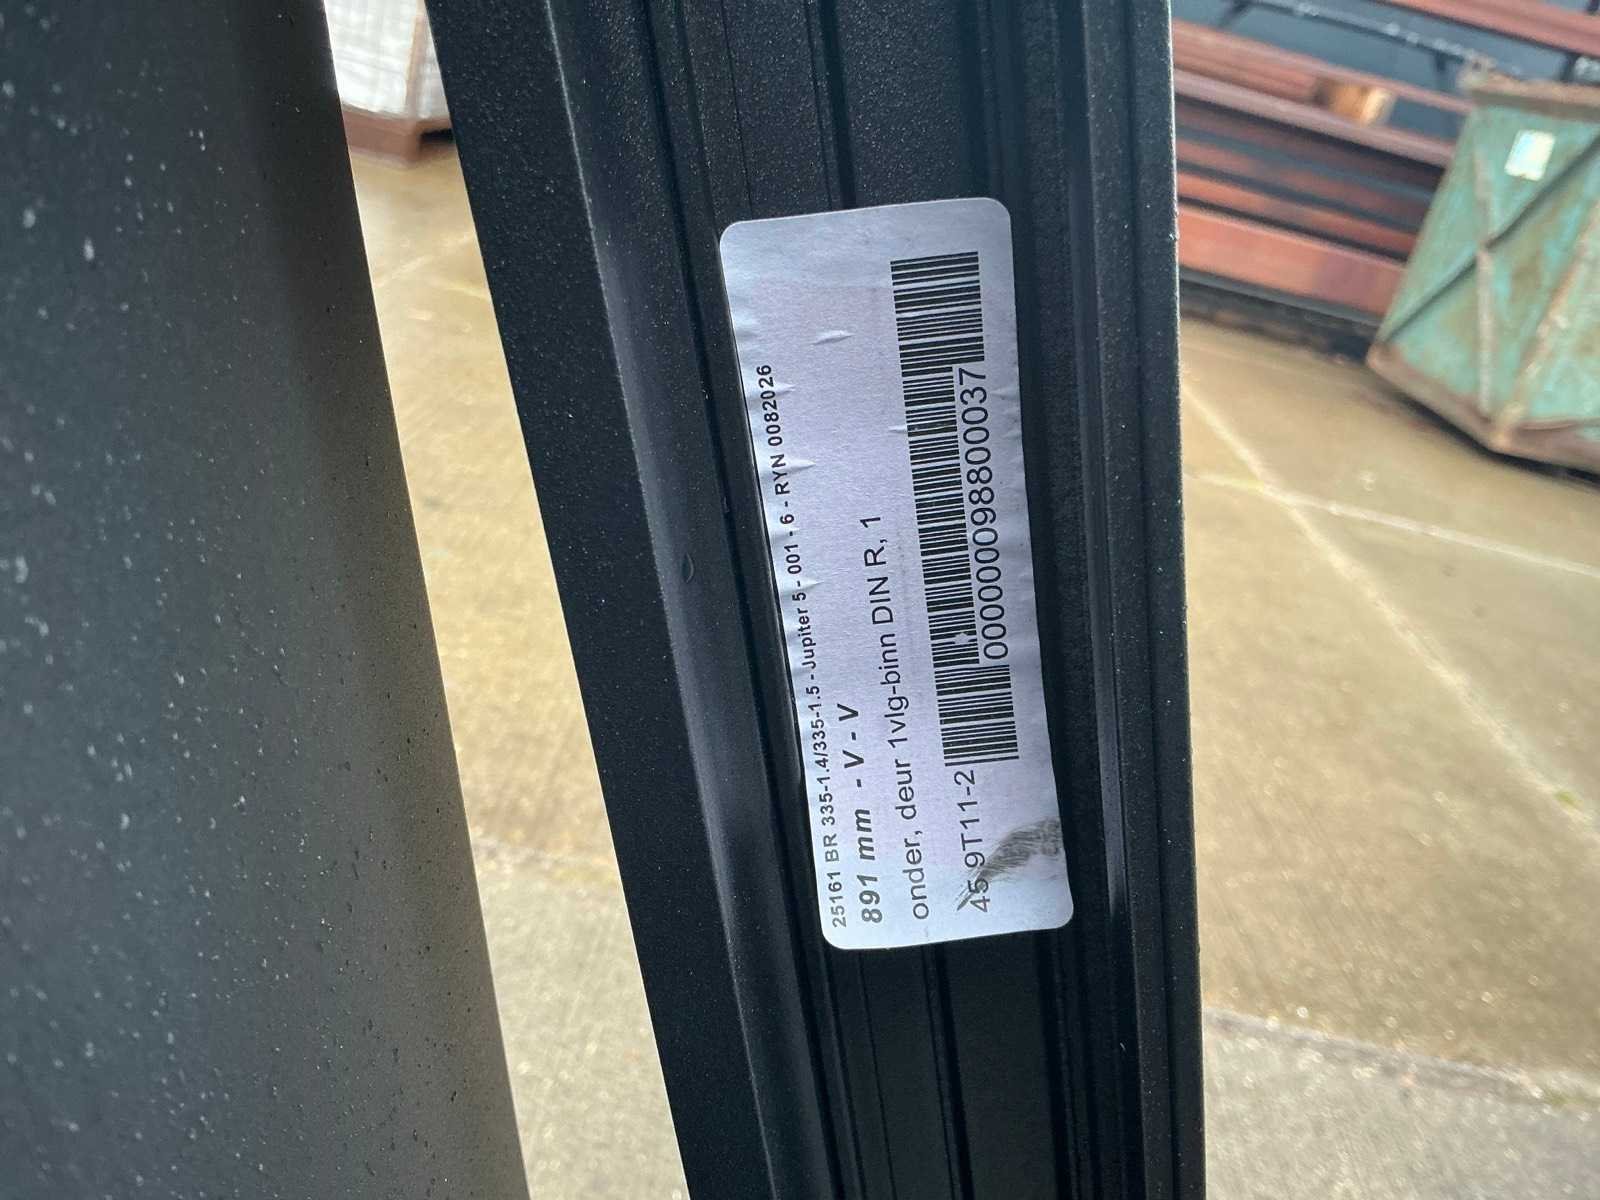 25161 BR 335-1.4/335-1.5 - Jupiter 5 - 001 - 6 - RYN 0082026
891 mm - V - V
onder, deur 1vlg-binn DIN R, 1
45 9T11-2
0000000098800037